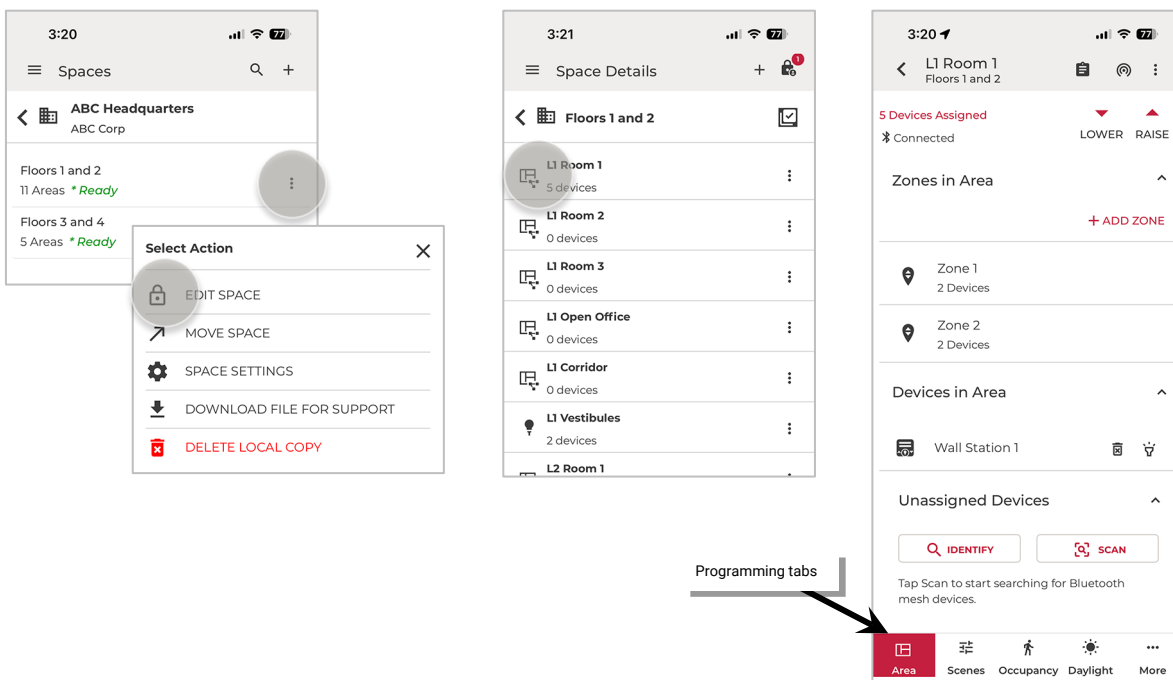 3:20
77
Spaces
ABC Headquarters
ABC Corp
Floors 1 and 2
11 Areas * Ready
Floors 3 and 4
5 Areas * Ready
Select Action
EDIT SPACE
MOVE SPACE
SPACE SETTINGS
DOWNLOAD FILE FOR SUPPORT
DELETE LOCAL COPY
3:21
77
Space Details
1
Floors 1 and 2
L1 Room 1
5 devices
L1 Room 2
0 devices
L1 Room 3
0 devices
L1 Open Office
0 devices
L1 Corridor
0 devices
L1 Vestibules
2 devices
L2 Room 1
3:20
77
L1 Room 1
Floors 1 and 2
5 Devices Assigned
Connected
LOWER RAISE
Zones in Area
+ ADD ZONE
Zone 1
2 Devices
Zone 2
2 Devices
Devices in Area
Wall Station 1
Unassigned Devices
IDENTIFY
SCAN
Tap Scan to start searching for Bluetooth
mesh devices.
Area Scenes Occupancy Daylight More
Programming tabs